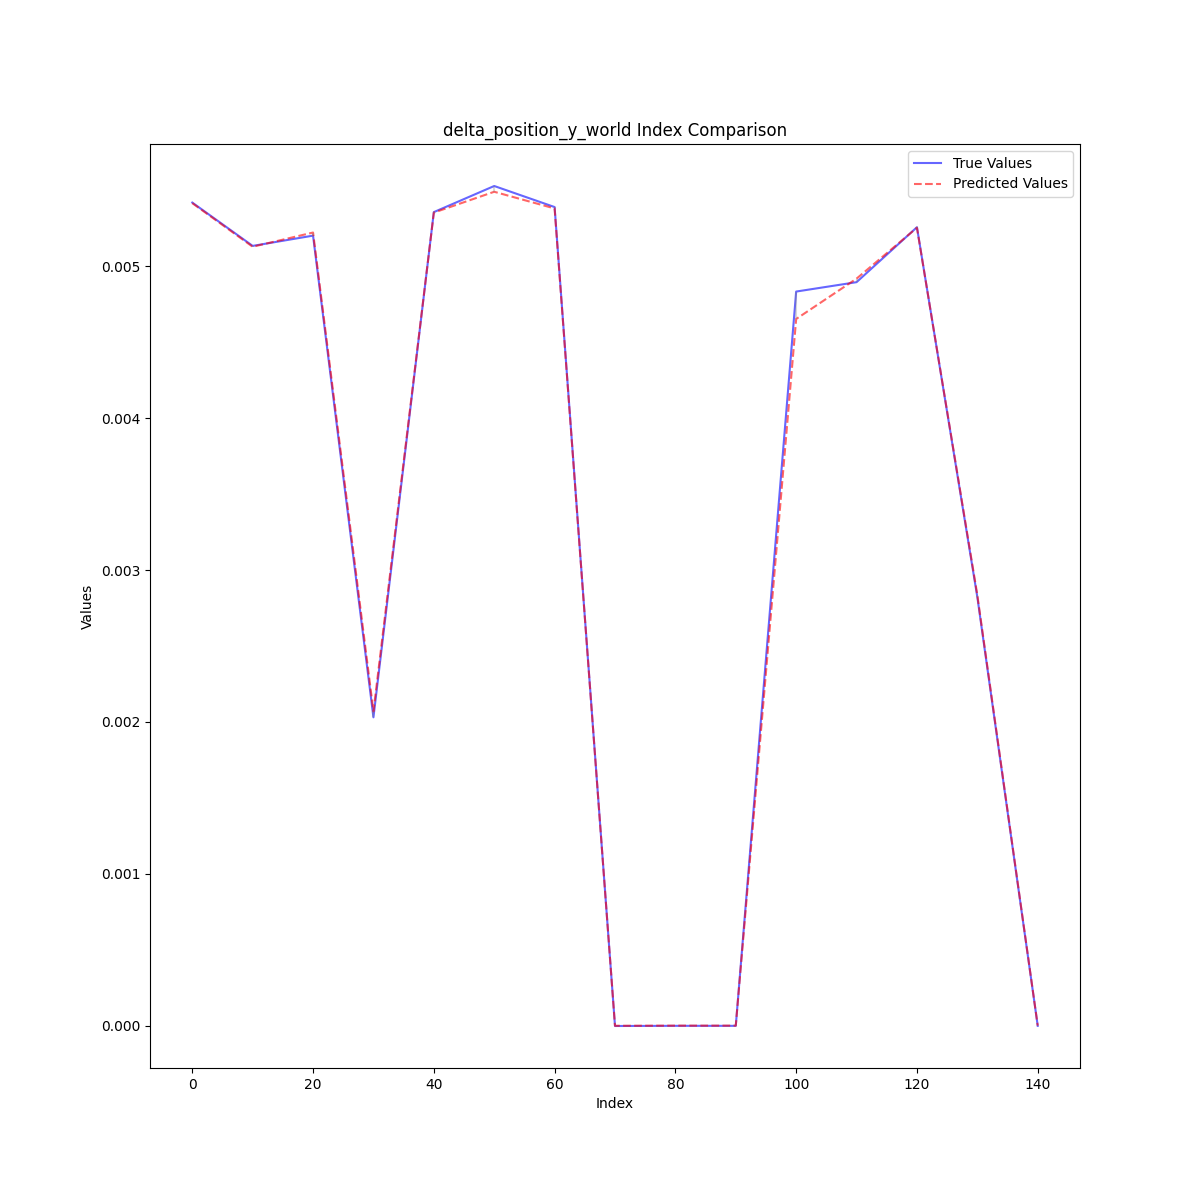 delta_position_y_world Index Comparison
True Values
Predicted Values
0.005
0.004
0.003
0.002
0.001
0.000
Values
0 20 40 60 80 100 120 140
Index